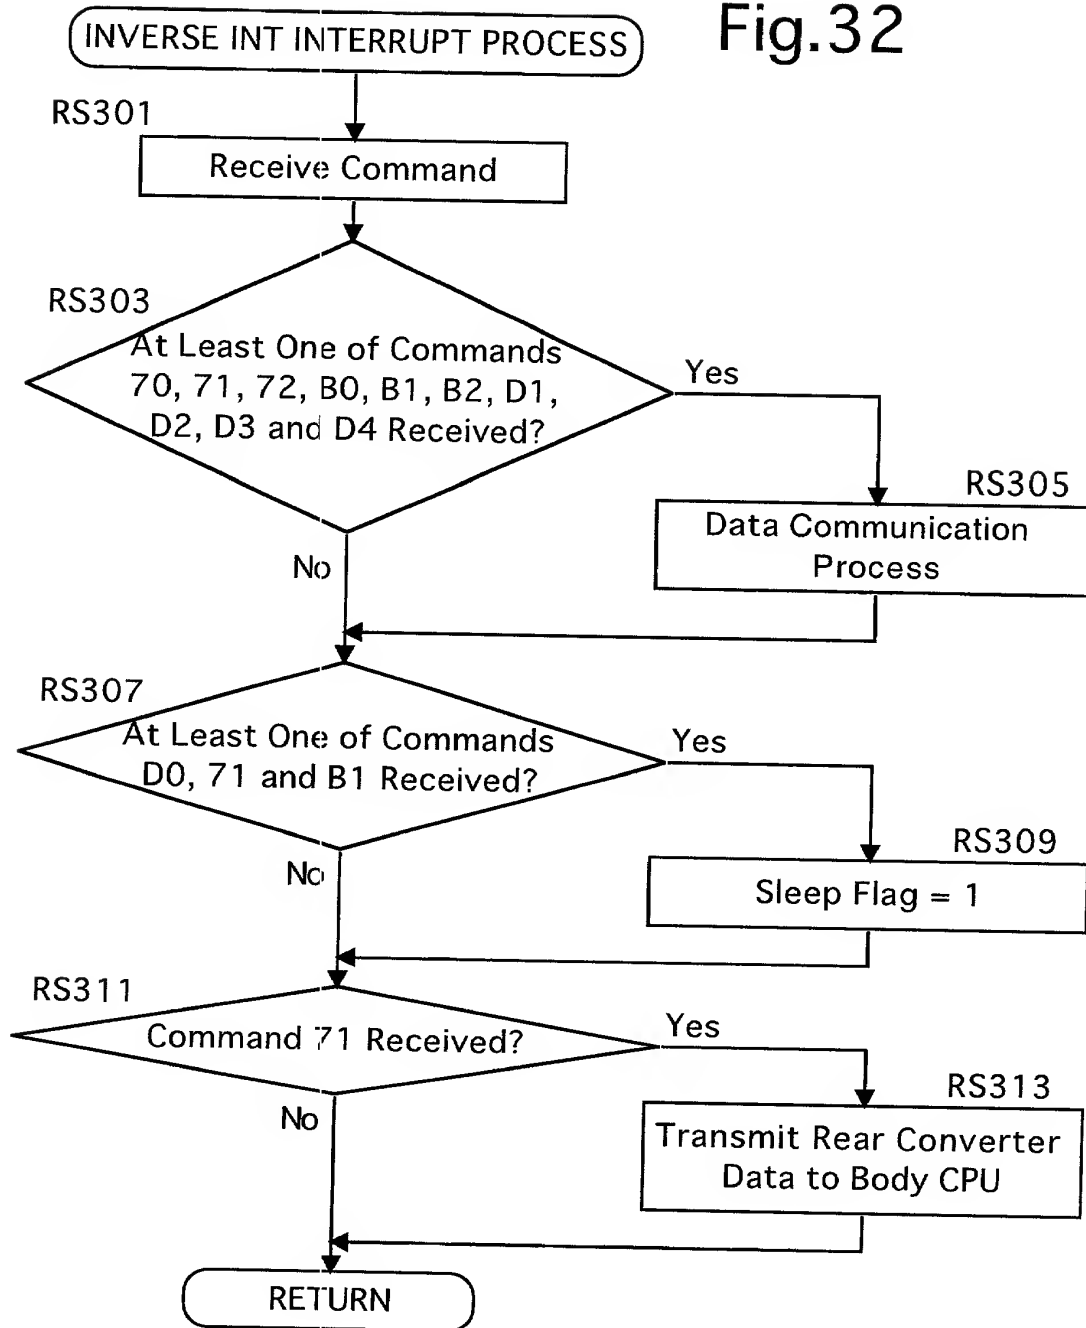 Fig.32
INVERSE INT INTERRUPT PROCESS
RS301
Receive Command
RS303
At Least One of Commands
70, 71, 72, B0, B1, B2, D1,
D2, D3 and D4 Received?
Yes
RS305
Data Communication
Process
No
RS307
At Least One of Commands
D0, 71 and B1 Received?
Yes
RS309
Sleep Flag = 1
No
RS311
Command 71 Received?
Yes
RS313
Transmit Rear Converter
Data to Body CPU
No
RETURN